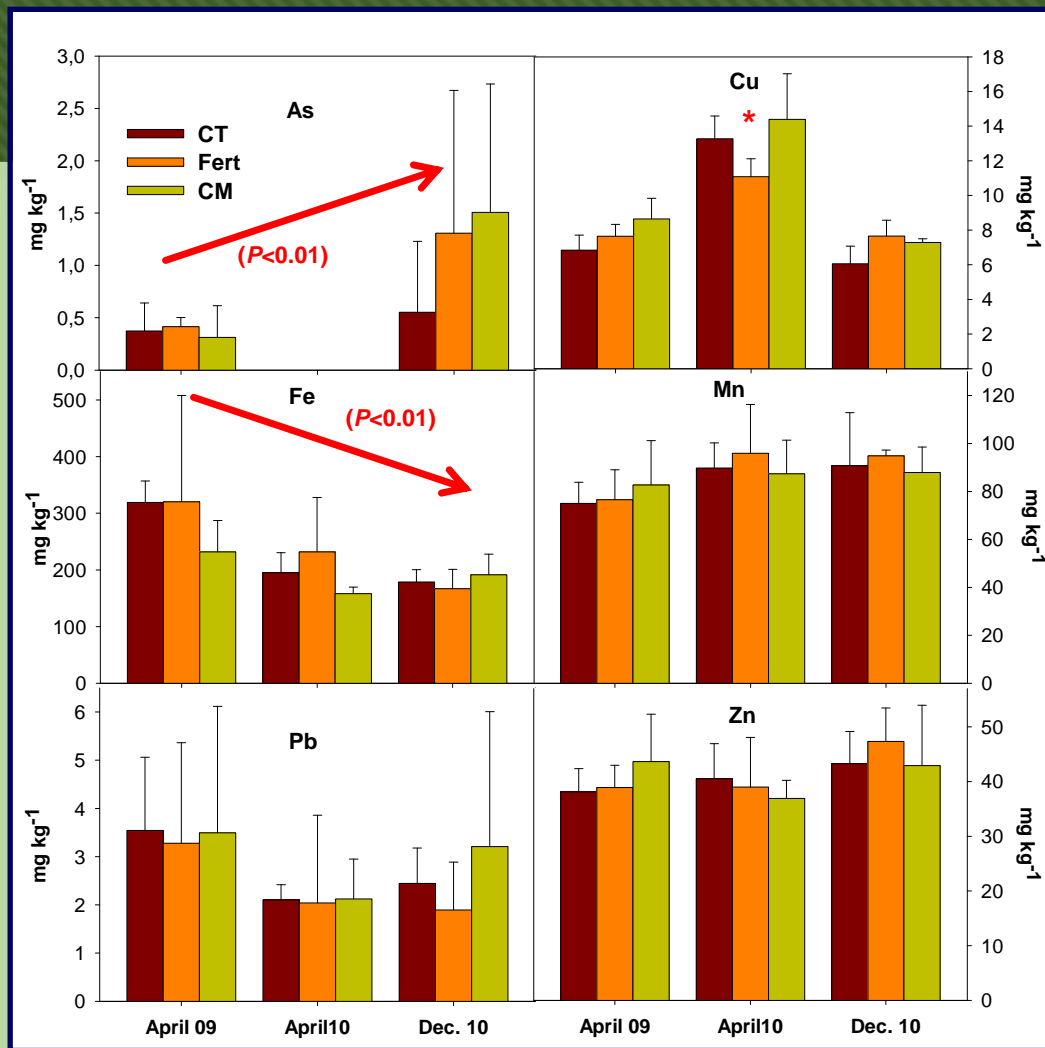 As
CT
Fert
CM
(P<0.01)
mg kg⁻¹
3,0
2,5
2,0
1,5
1,0
0,5
0,0
Cu
*
mg kg⁻¹
18
16
14
12
10
8
6
4
2
0
Fe
(P<0.01)
mg kg⁻¹
500
400
300
200
100
0
Mn
mg kg⁻¹
120
100
80
60
40
20
0
Pb
mg kg⁻¹
6
5
4
3
2
1
0
April 09 April10 Dec. 10
Zn
mg kg⁻¹
50
40
30
20
10
0
April 09 April10 Dec. 10